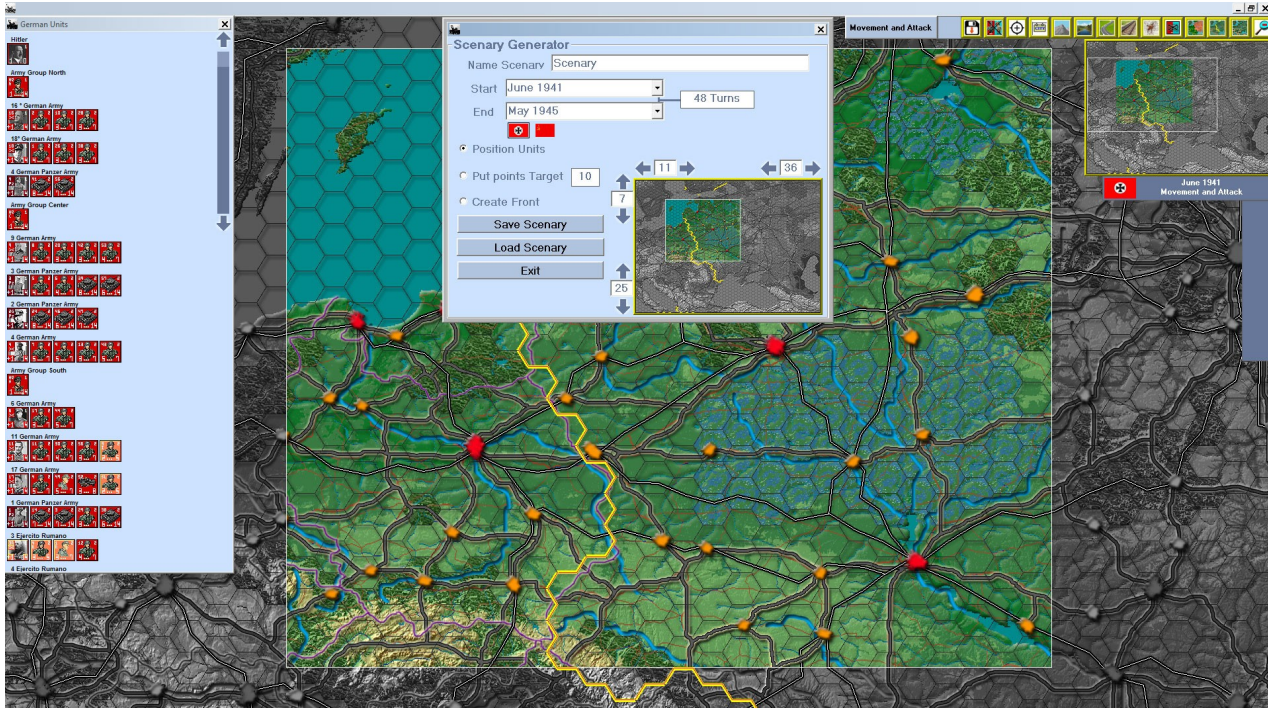 German Units
Hitler
Army Group North
16 ° German Army
18° German Army
4 German Panzer Army
Army Group Center
9 German Army
3 German Panzer Army
2 German Panzer Army
4 German Army
Army Group South
6 German Army
11 German Army
17 German Army
1 German Panzer Army
3 Ejercito Rumano
4 Ejercito Rumano
Scenary Generator
Name Scenary Scenary
Start June 1941
48 Turns
End May 1945
Position Units
Put points Target 10
Create Front
Save Scenary
Load Scenary
Exit
11
36
7
25
Movement and Attack
June 1941
Movement and Attack